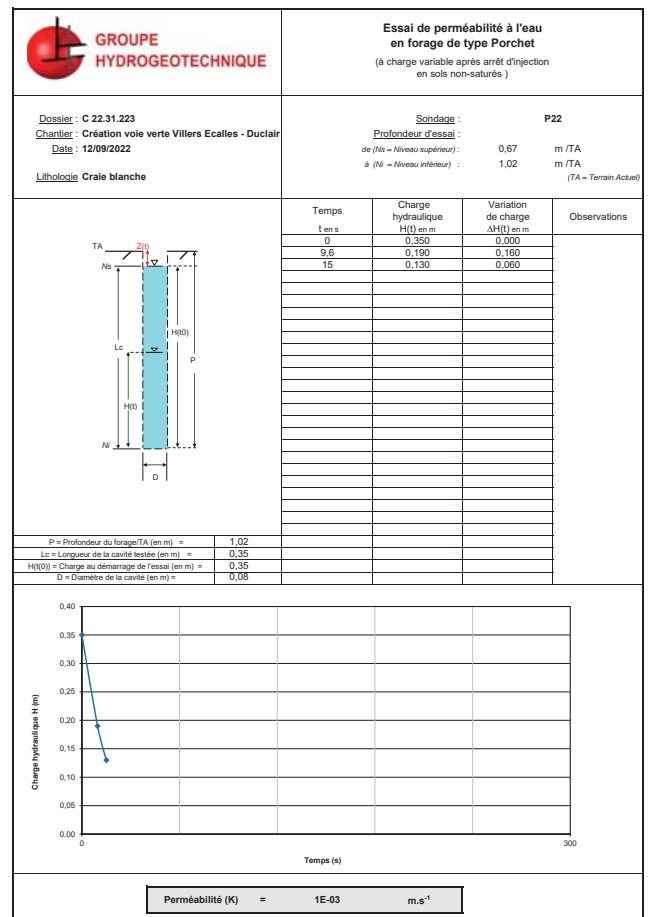 GROUPE
HYDROGEOTECHNIQUE
Essai de perméabilité à l'eau
en forage de type Porchet
(à charge variable après arrêt d'injection
en sols non-saturés )
Dossier : C 22.31.223
Chantier : Création voie verte Villers Ecalles - Duclair
Date : 12/09/2022
Lithologie Craie blanche
Sondage : P22
Profondeur d'essai :
de (Ns = Niveau supérieur) : 0,67 m /TA
à (Ni = Niveau inférieur) : 1,02 m /TA
(TA = Terrain Actuel)
Temps Charge hydraulique Variation de charge Observations
t en s H(t) en m ΔH(t) en m
0 0,350 0,000
9,6 0,190 0,160
15 0,130 0,060
TA Z(t)
Ns
H(t0)
Lc
P
H(t)
Ni
D
P = Profondeur du forage/TA (en m) = 1,02
Lc = Longueur de la cavité testée (en m) = 0,35
H(t(0)) = Charge au démarrage de l'essai (en m) = 0,35
D = Diamètre de la cavité (en m) = 0,08
0,40
0,35
0,30
0,25
0,20
0,15
0,10
0,05
0,00
Charge hydraulique H (m)
0 300
Temps (s)
Perméabilité (K) = 1E-03 m.s-1